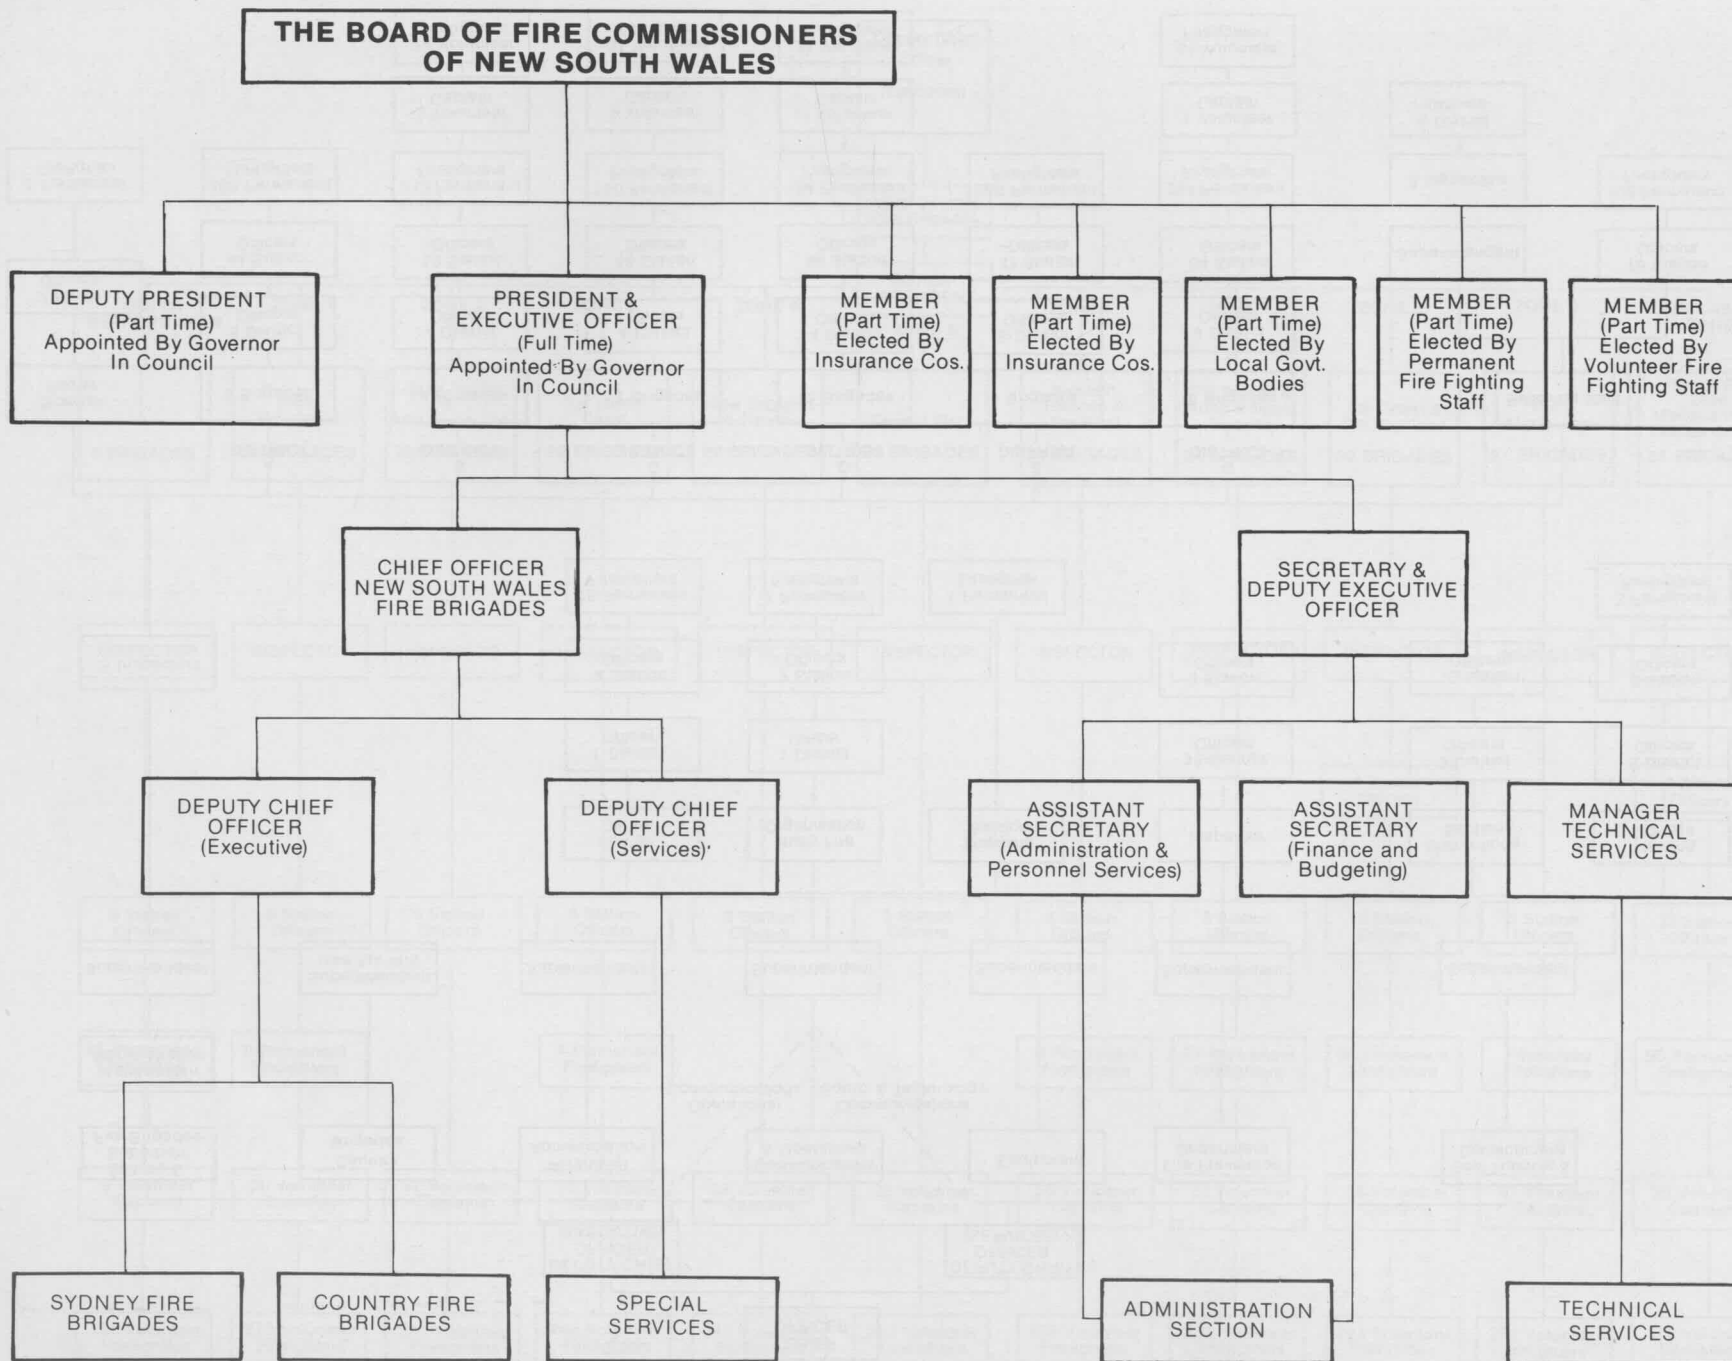 THE BOARD OF FIRE COMMISSIONERS
OF NEW SOUTH WALES
DEPUTY PRESIDENT
(Part Time)
Appointed By Governor
In Council
PRESIDENT &
EXECUTIVE OFFICER
(Full Time)
Appointed By Governor
In Council
MEMBER
(Part Time)
Elected By
Insurance Cos.
MEMBER
(Part Time)
Elected By
Insurance Cos.
MEMBER
(Part Time)
Elected By
Local Govt.
Bodies
MEMBER
(Part Time)
Elected By
Permanent
Fire Fighting
Staff
MEMBER
(Part Time)
Elected By
Volunteer Fire
Fighting Staff
CHIEF OFFICER
NEW SOUTH WALES
FIRE BRIGADES
SECRETARY &
DEPUTY EXECUTIVE
OFFICER
DEPUTY CHIEF
OFFICER
(Executive)
DEPUTY CHIEF
OFFICER
(Services)
ASSISTANT
SECRETARY
(Administration &
Personnel Services)
ASSISTANT
SECRETARY
(Finance and
Budgeting)
MANAGER
TECHNICAL
SERVICES
SYDNEY FIRE
BRIGADES
COUNTRY FIRE
BRIGADES
SPECIAL
SERVICES
ADMINISTRATION
SECTION
TECHNICAL
SERVICES